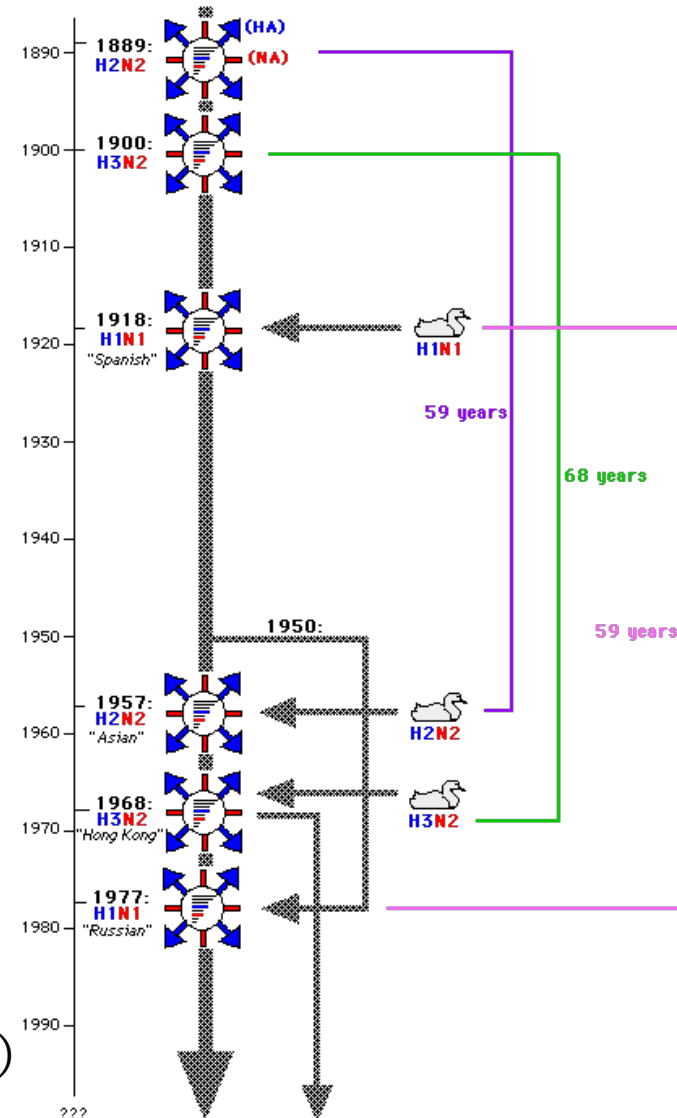 (HA)
1889:
1890
H2N2
(NA)
1900:
1900
H3N2
1910
1918:
H1N1
1920
"Spanish"
H1N1
59 years
1930
68 years
1940
1950:
59 years
1950
1957:
H2N2
1960
"Asian"
H2N2
1968:
H3N2
H3N2
1970
"Hong Kong"
1977:
H1N1
1980
"Russian"
1990
)
???